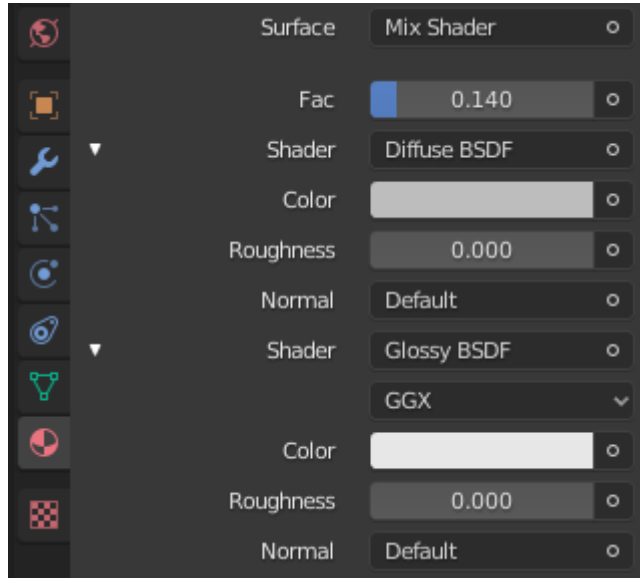 Surface Mix Shader
Fac 0.140
Shader Diffuse BSDF
Color
Roughness 0.000
Normal Default
Shader Glossy BSDF
GGX
Color
Roughness 0.000
Normal Default